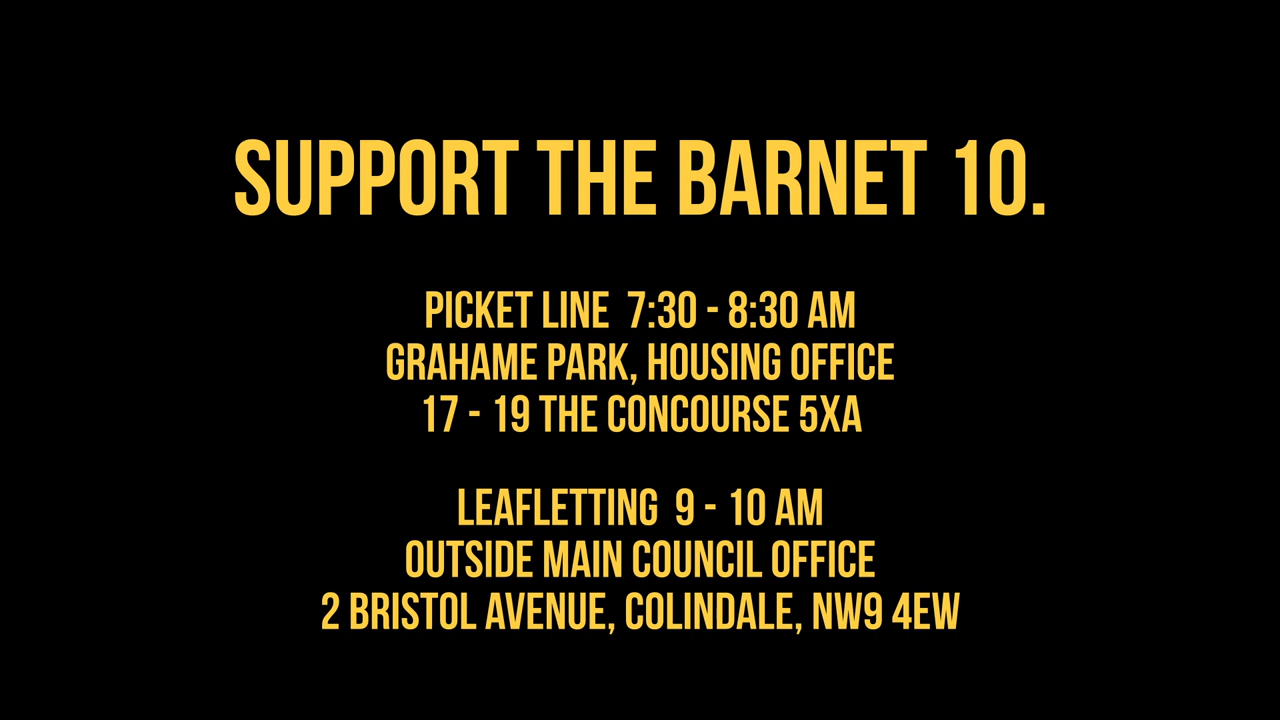 SUPPORT THE BARNET 10.
PICKET LINE 7:30 - 8:30 AM
GRAHAME PARK, HOUSING OFFICE
17 - 19 THE CONCOURSE 5XA
LEAFLETTING 9 - 10 AM
OUTSIDE MAIN COUNCIL OFFICE
2 BRISTOL AVENUE, COLINDALE, NW9 4EW